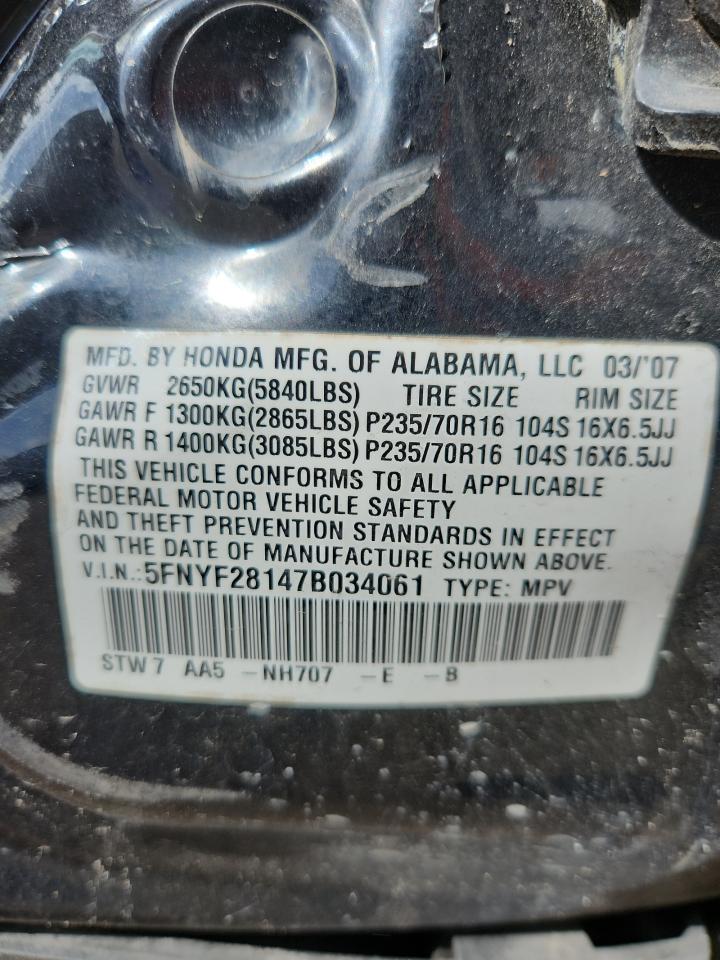 MFD. BY HONDA MFG. OF ALABAMA, LLC 03/'07
GVWR 2650KG(5840LBS) TIRE SIZE RIM SIZE
GAWR F 1300KG(2865LBS) P235/70R16 104S 16X6.5JJ
GAWR R 1400KG(3085LBS) P235/70R16 104S 16X6.5JJ
THIS VEHICLE CONFORMS TO ALL APPLICABLE
FEDERAL MOTOR VEHICLE SAFETY
AND THEFT PREVENTION STANDARDS IN EFFECT
ON THE DATE OF MANUFACTURE SHOWN ABOVE.
V.I.N.:5FNYF28147B034061 TYPE: MPV
STW7 AA5 -NH707 -E -B